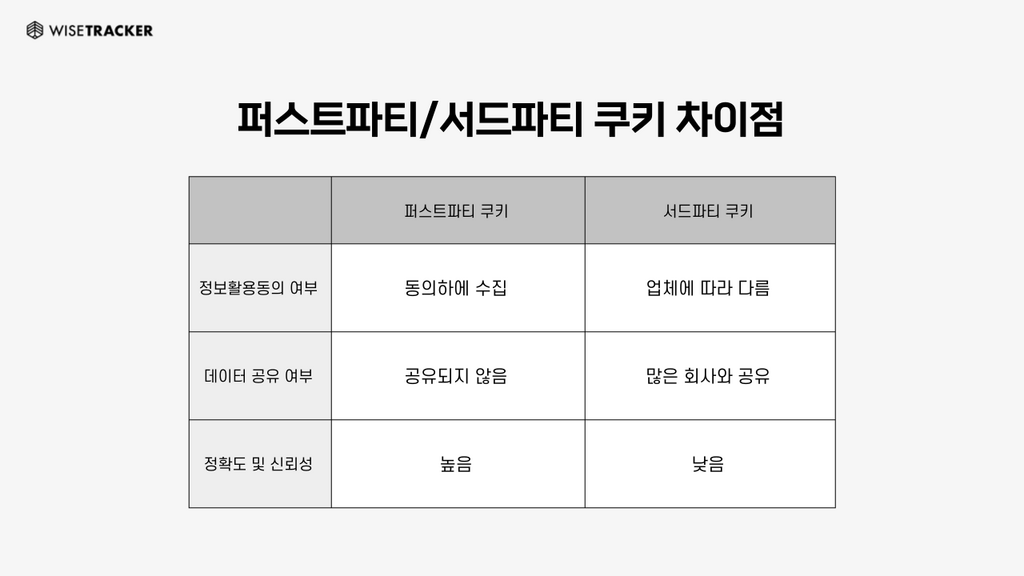 WISETRACKER
퍼스트파티/서드파티 쿠키 차이점
퍼스트파티 쿠키 서드파티 쿠키
정보활용동의 여부 동의하에 수집 업체에 따라 다름
데이터 공유 여부 공유되지 않음 많은 회사와 공유
정확도 및 신뢰성 높음 낮음